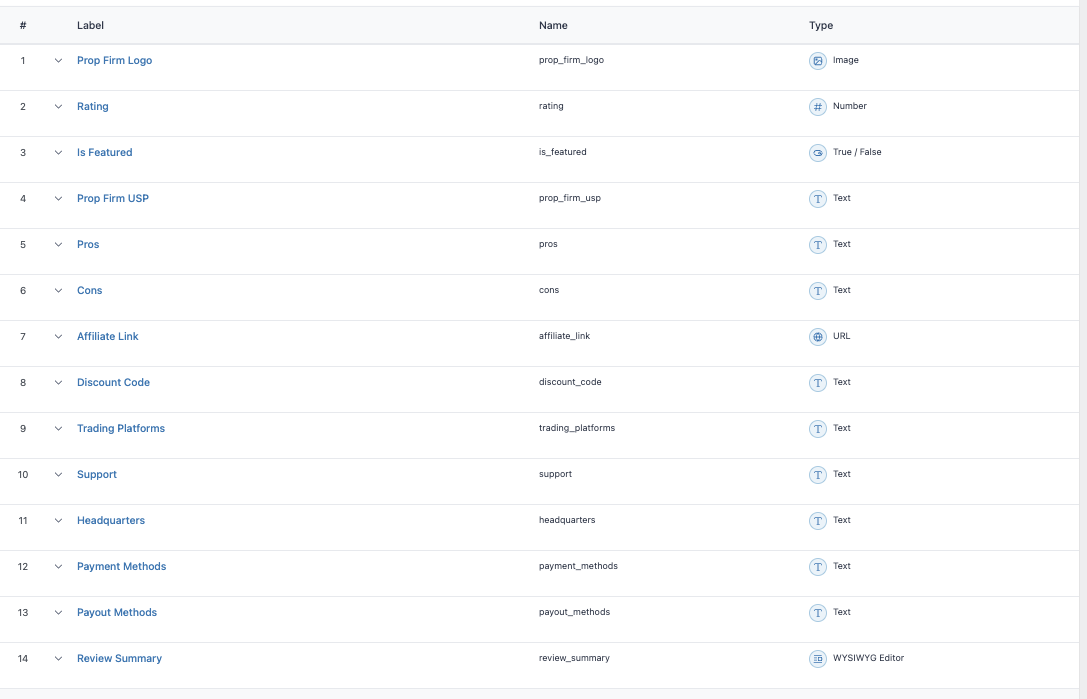 # Label Name Type
1 Prop Firm Logo prop_firm_logo Image
2 Rating rating Number
3 Is Featured is_featured True / False
4 Prop Firm USP prop_firm_usp Text
5 Pros pros Text
6 Cons cons Text
7 Affiliate Link affiliate_link URL
8 Discount Code discount_code Text
9 Trading Platforms trading_platforms Text
10 Support support Text
11 Headquarters headquarters Text
12 Payment Methods payment_methods Text
13 Payout Methods payout_methods Text
14 Review Summary review_summary WYSIWYG Editor